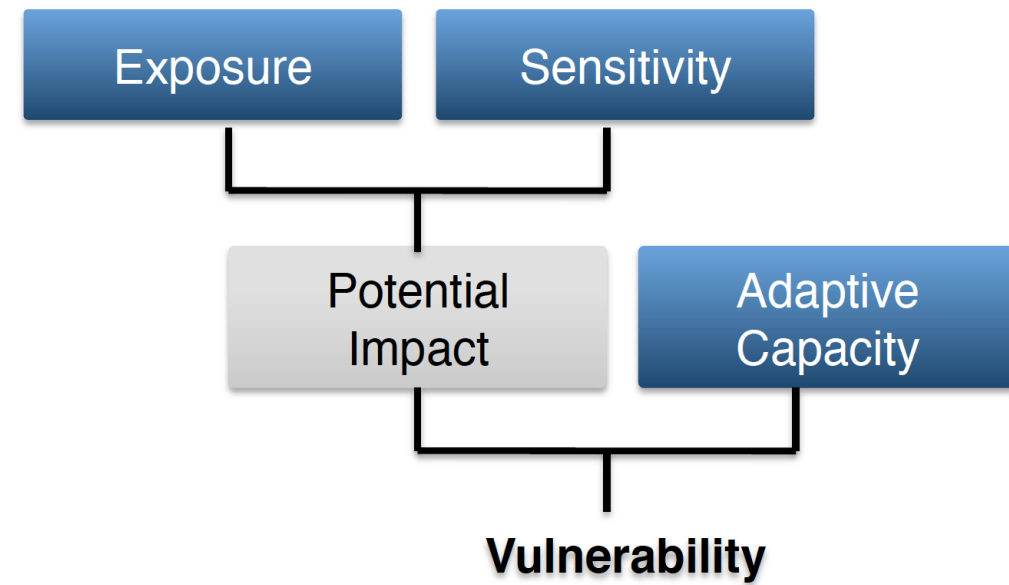 Exposure
Sensitivity
Potential
Impact
Adaptive
Capacity
Vulnerability